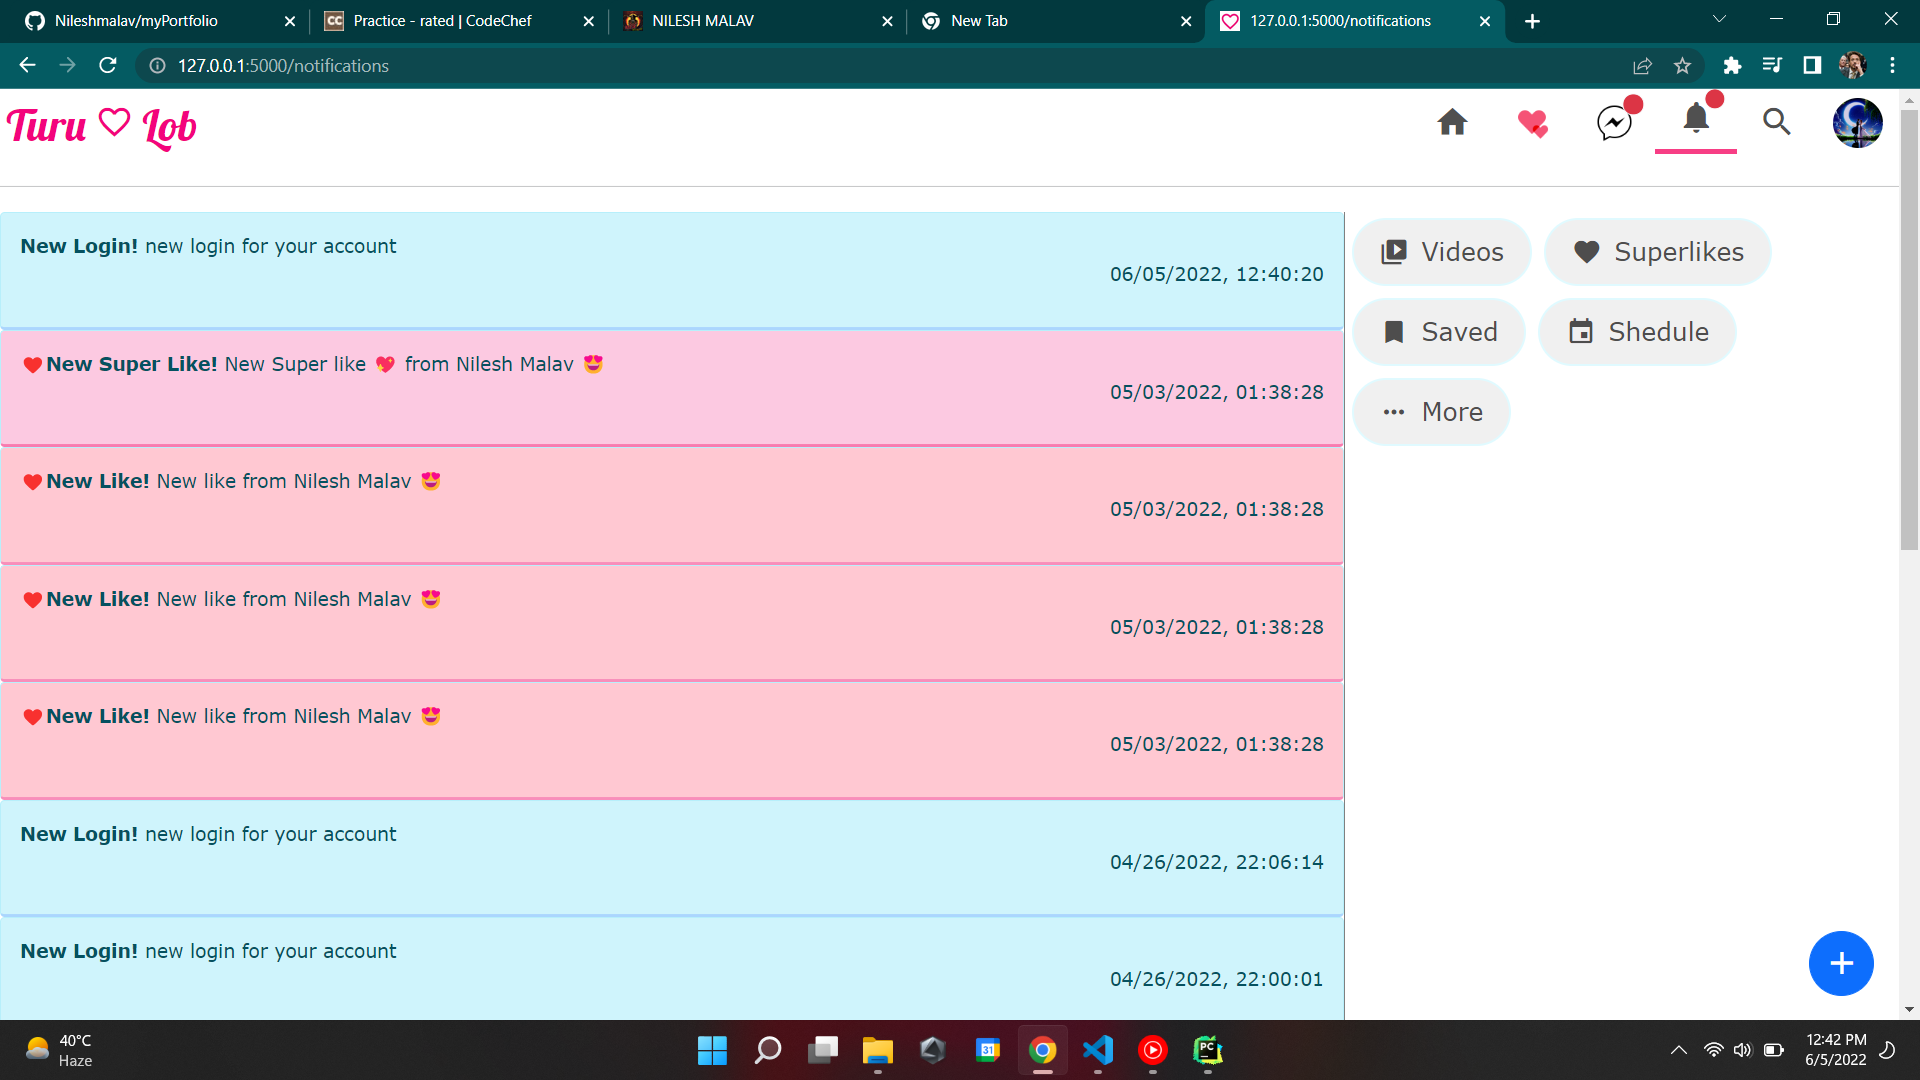 Nileshmalav/myPortfolio
CC Practice - rated | CodeChef
NILESH MALAV
New Tab
127.0.0.1:5000/notifications
127.0.0.1:5000/notifications
Turu Lob
New Login! new login for your account
06/05/2022, 12:40:20
New Super Like! New Super like 💖 from Nilesh Malav 😍
05/03/2022, 01:38:28
New Like! New like from Nilesh Malav 😍
05/03/2022, 01:38:28
New Like! New like from Nilesh Malav 😍
05/03/2022, 01:38:28
New Like! New like from Nilesh Malav 😍
05/03/2022, 01:38:28
New Login! new login for your account
04/26/2022, 22:06:14
New Login! new login for your account
04/26/2022, 22:00:01
Videos
Superlikes
Saved
Shedule
More
40°C
Haze
31
PC
12:42 PM
6/5/2022